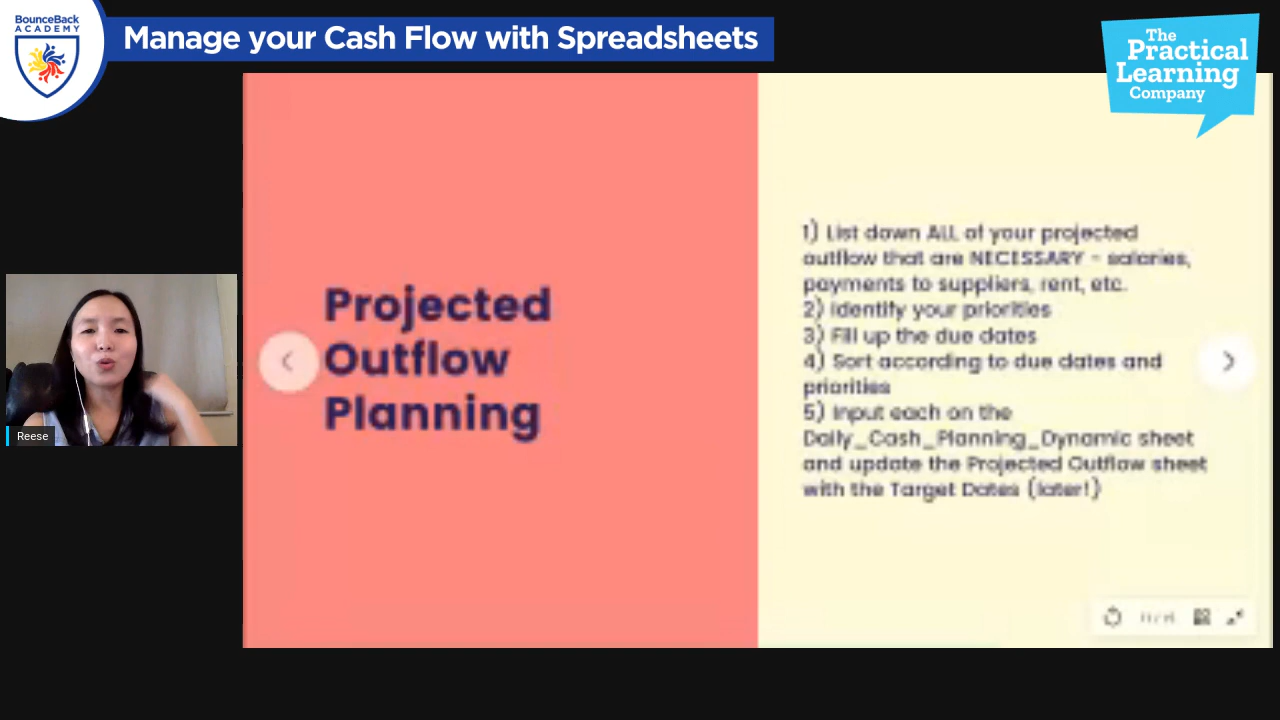 BounceBack
ACADEMY
Manage your Cash Flow with Spreadsheets
The
Practical
Learning
Company
Projected
Outflow
Planning
1) List down ALL of your projected
outflow that are NECESSARY - salaries,
payments to suppliers, rent, etc.
2) Identify your priorities
3) Fill up the due dates
4) Sort according to due dates and
priorities
5) Input each on the
Daily_Cash_Planning_Dynamic sheet
and update the Projected Outflow sheet
with the Target Dates (later!)
Reese